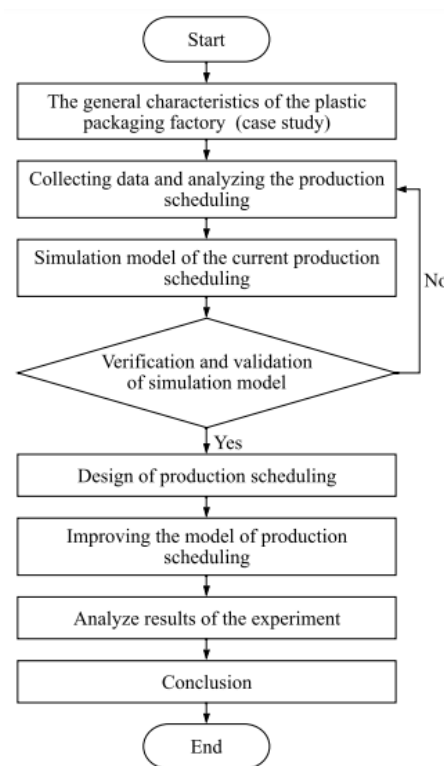 Start
The general characteristics of the plastic
packaging factory (case study)
Collecting data and analyzing the production
scheduling
Simulation model of the current production
scheduling
No
Verification and validation
of simulation model
Yes
Design of production scheduling
Improving the model of production
scheduling
Analyze results of the experiment
Conclusion
End